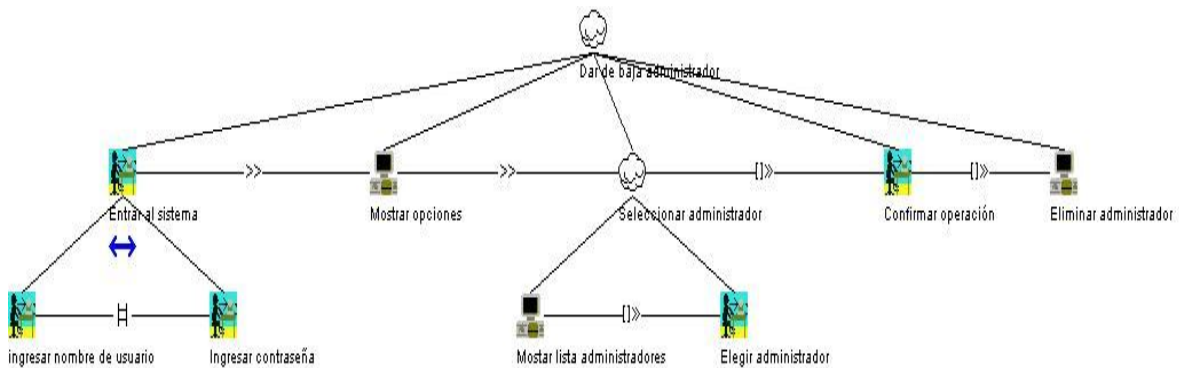 Dar de baja administrador
>> >> []» []»
Entrar al sistema
Mostrar opciones
Seleccionar administrador
Confirmar operación
Eliminar administrador
[]»
ingresar nombre de usuario
Ingresar contraseña
Mostar lista administradores
Elegir administrador